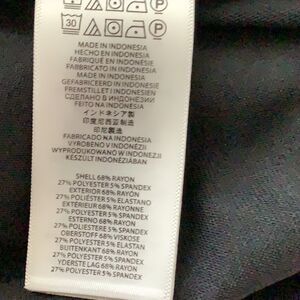 30
MADE IN INDONESIA
HECHO EN INDONESIA
FABRIQUÉ EN INDONÉSIE
FABBRICATO IN INDONESIA
MADE IN INDONESIA
GEFABRICEERD IN INDONESIË
FREMSTILLET I INDONESIEN
СДЕЛАНО В ИНДОНЕЗИИ
FEITO NA INDONÉSIA
インドネシア製
印度尼西亚制造
印尼製造
FABRICADO NA INDONÉSIA
VYROBENO V INDONÉSII
WYPRODUKOWANO W INDONEZJI
KÉSZÜLT INDONÉZIÁBAN
SHELL 68% RAYON
27% POLYESTER 5% SPANDEX
EXTERIOR 68% RAYÓN
27% POLIÉSTER 5% ELASTANO
EXTÉRIEUR 68% RAYONNE
27% POLYESTER 5% SPANDEX
ESTERNO 68% RAYON
27% POLIESTERE 5% SPANDEX
OBERSTOFF 68% VISKOSE
27% POLYESTER 5% SPANDEX
BUITENKANT 68% RAYON
27% POLYESTER 5% SPANDEX
YDERSTE LAG 68% RAYON
27% POLYESTER 5% SPANDEX